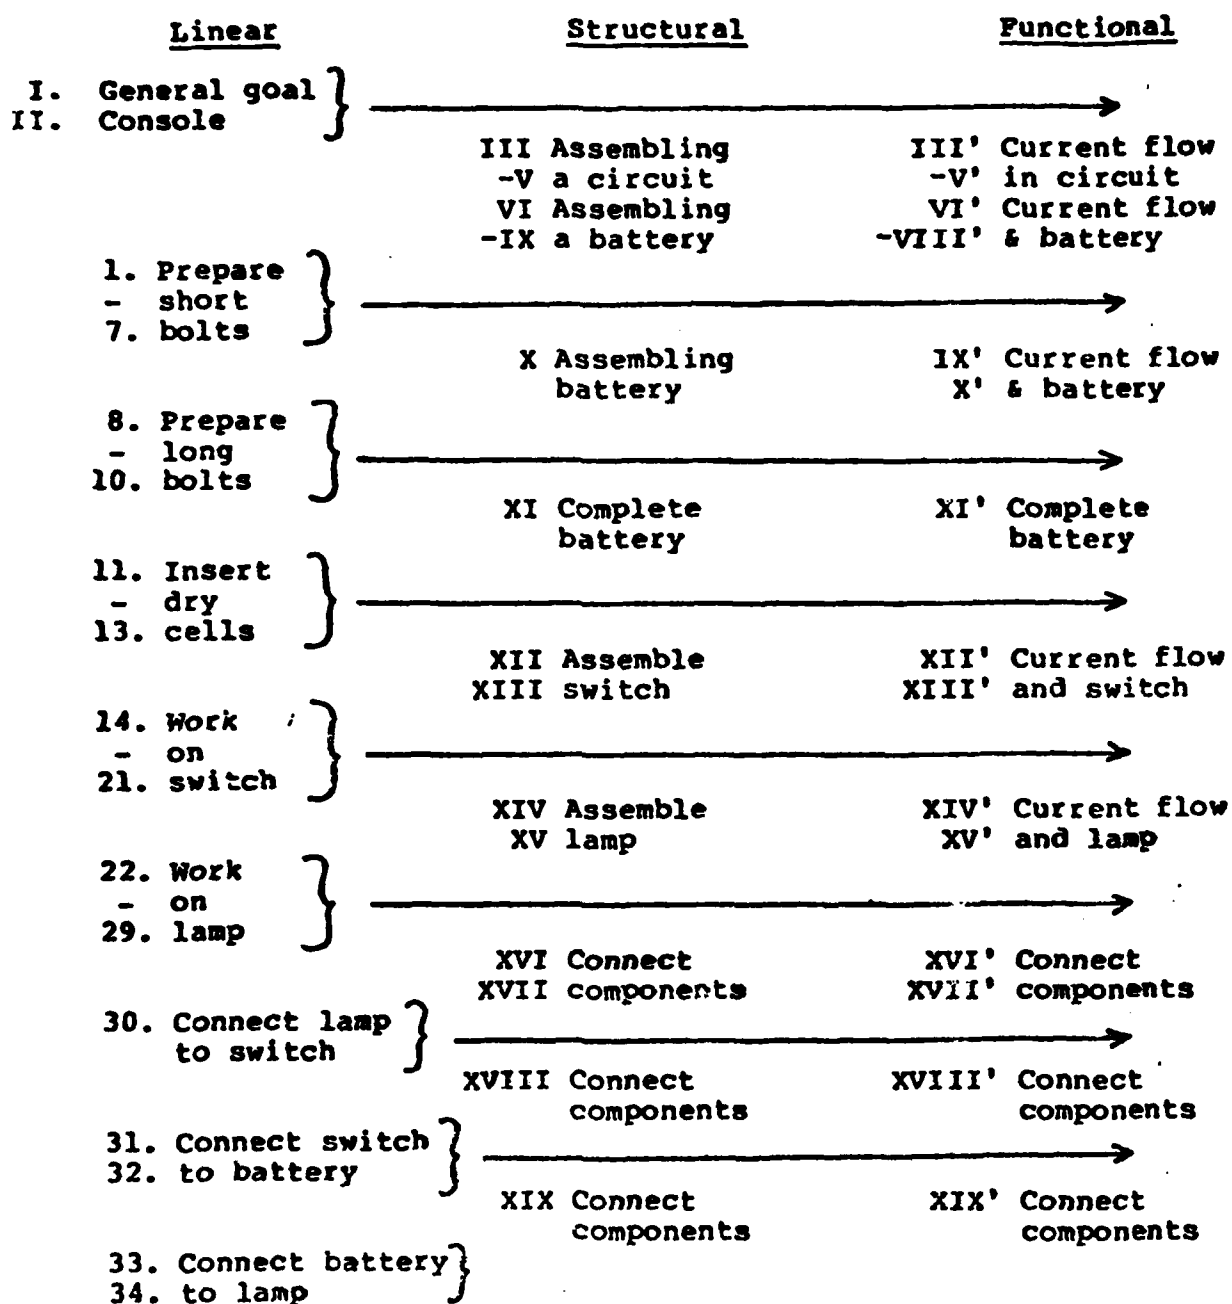 Linear Structural Functional
I. General goal
II. Console
III Assembling III' Current flow
-V a circuit -V' in circuit
VI Assembling VI' Current flow
-IX a battery -VIII' & battery
1. Prepare
- short
7. bolts
X Assembling IX' Current flow
battery X' & battery
8. Prepare
- long
10. bolts
XI Complete XI' Complete
battery battery
11. Insert
- dry
13. cells
XII Assemble XII' Current flow
XIII switch XIII' and switch
14. Work
- on
21. switch
XIV Assemble XIV' Current flow
XV lamp XV' and lamp
22. Work
- on
29. lamp
XVI Connect XVI' Connect
XVII components XVII' components
30. Connect lamp
to switch
XVIII Connect XVIII' Connect
components components
31. Connect switch
32. to battery
XIX Connect XIX' Connect
components components
33. Connect battery
34. to lamp